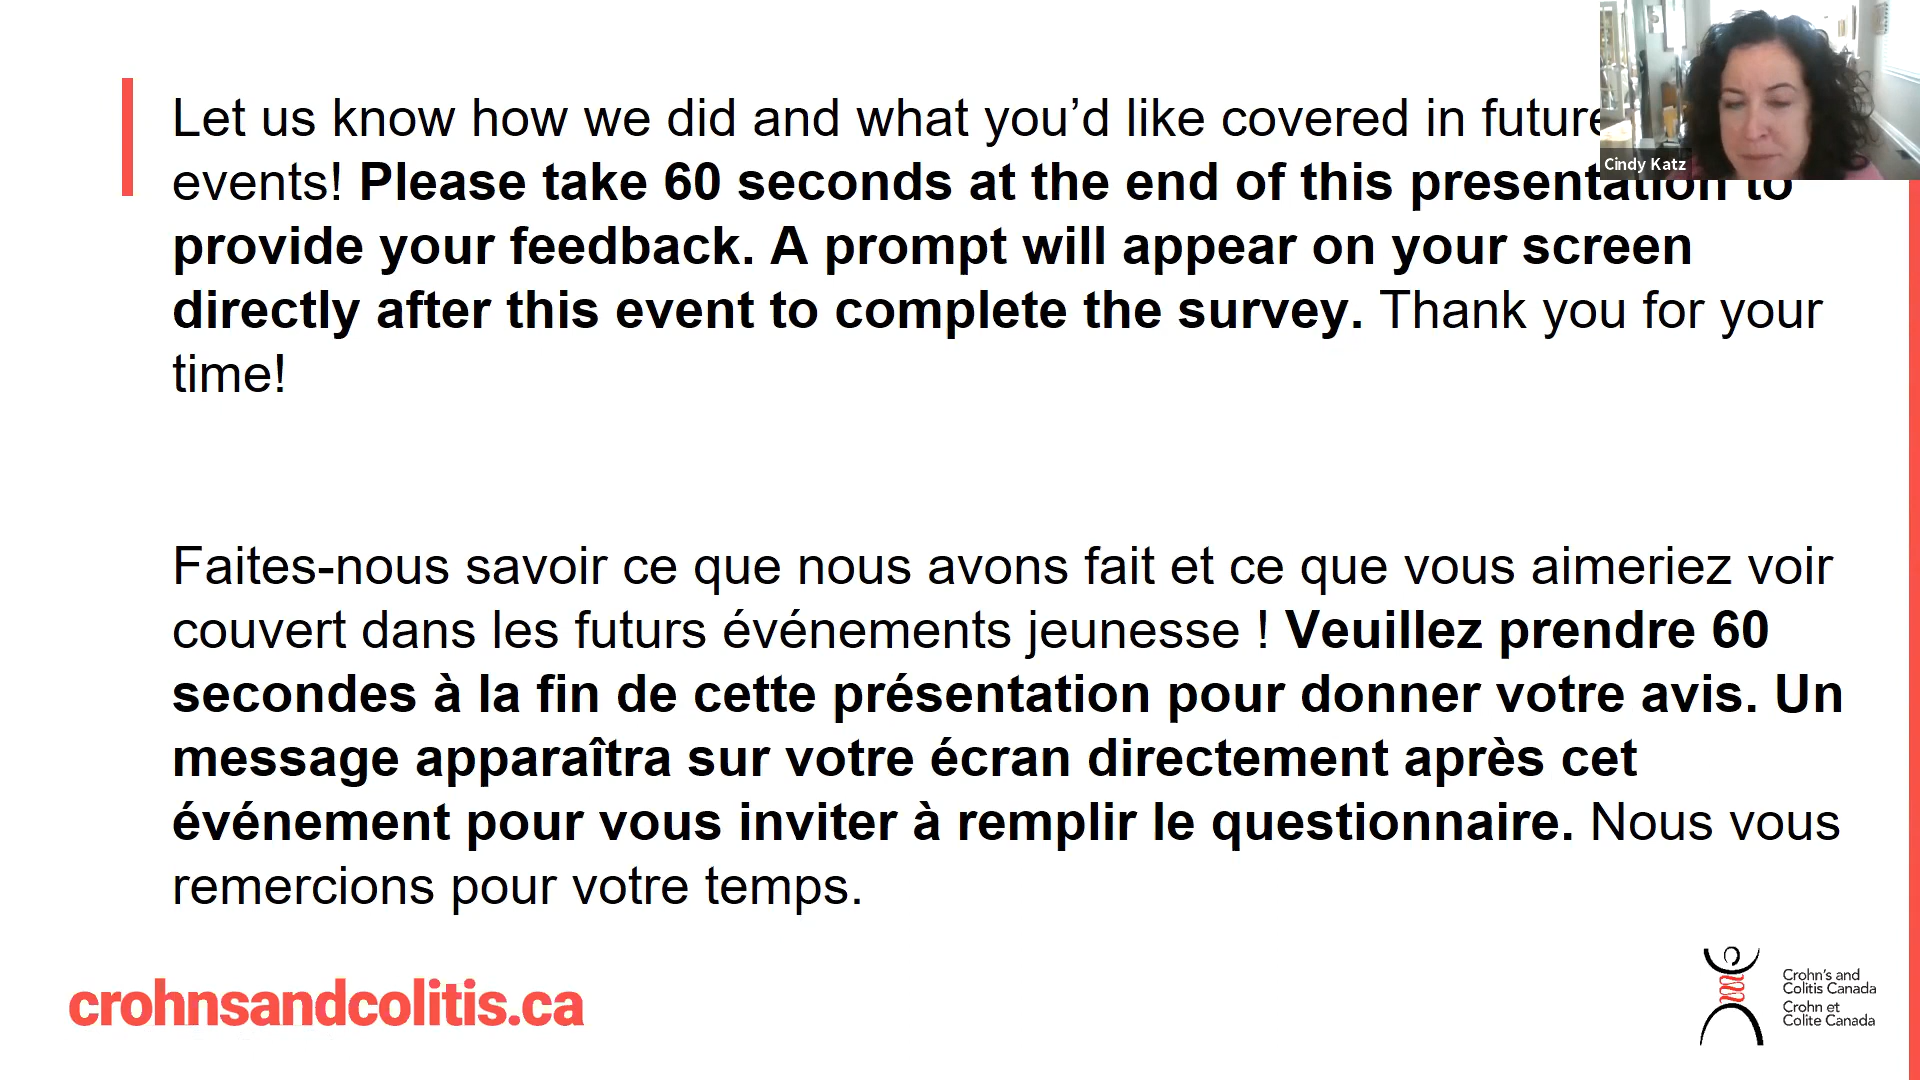 Let us know how we did and what you’d like covered in future
events! Please take 60 seconds at the end of this presentation to
provide your feedback. A prompt will appear on your screen
directly after this event to complete the survey. Thank you for your
time!
Cindy Katz
Faites-nous savoir ce que nous avons fait et ce que vous aimeriez voir
couvert dans les futurs événements jeunesse ! Veuillez prendre 60
secondes à la fin de cette présentation pour donner votre avis. Un
message apparaîtra sur votre écran directement après cet
événement pour vous inviter à remplir le questionnaire. Nous vous
remercions pour votre temps.
crohnsandcolitis.ca
Crohn's and
Colitis Canada
Crohn et
Colite Canada